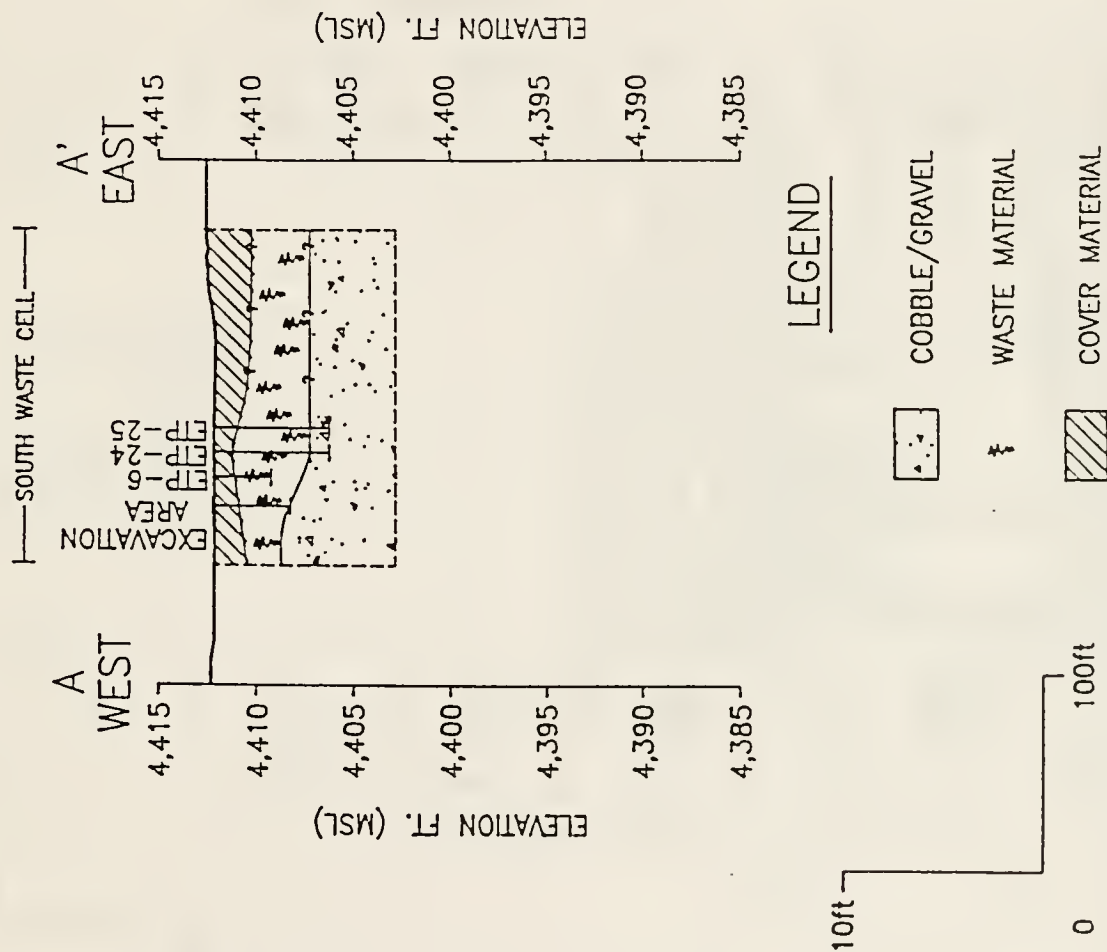 SOUTH WASTE CELL
A
WEST
EXCAVATION
AREA
ETP-6
ETP-24
ETP-25
A'
EAST
4,415
4,410
4,405
4,400
4,395
4,390
4,385
ELEVATION FT. (MSL)
4,415
4,410
4,405
4,400
4,395
4,390
4,385
ELEVATION FT. (MSL)
? ? ? ?
? ? ?
LEGEND
COBBLE/GRAVEL
WASTE MATERIAL
COVER MATERIAL
10ft
0
100ft